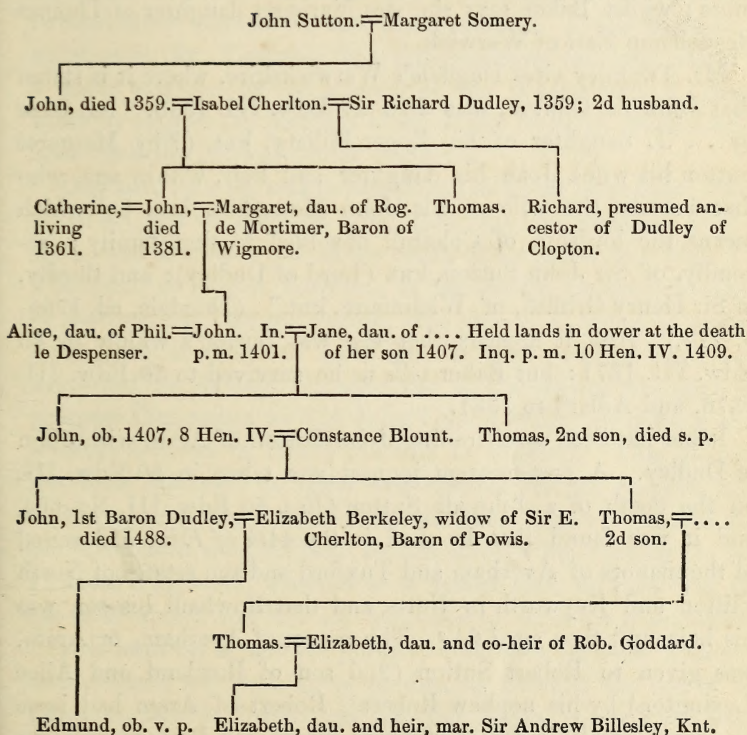 John Sutton.=Margaret Somery.
John, died 1359.=Isabel Cherlton.=Sir Richard Dudley, 1359; 2d husband.
Catherine,=John,=Margaret, dau. of Rog. Thomas. Richard, presumed an-
living died de Mortimer, Baron of cestor of Dudley of
1361. 1381. Wigmore. Clopton.
Alice, dau. of Phil.=John. In.=Jane, dau. of .... Held lands in dower at the death
le Despenser. p.m. 1401. of her son 1407. Inq. p. m. 10 Hen. IV. 1409.
John, ob. 1407, 8 Hen. IV.=Constance Blount. Thomas, 2nd son, died s. p.
John, 1st Baron Dudley,=Elizabeth Berkeley, widow of Sir E. Thomas,=....
died 1488. Cherlton, Baron of Powis. 2d son.
Thomas.=Elizabeth, dau. and co-heir of Rob. Goddard.
Edmund, ob. v. p. Elizabeth, dau. and heir, mar. Sir Andrew Billesley, Knt.